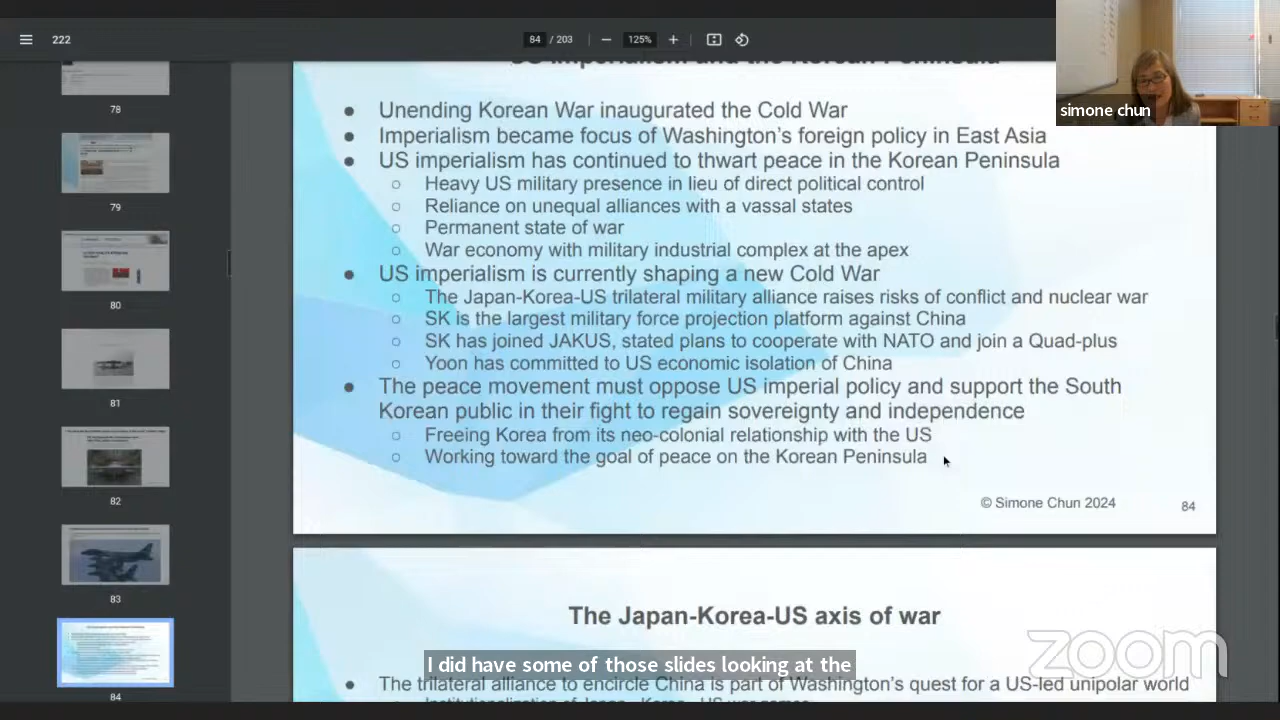 222
84 / 203
125%
simone chun
78
79
80
81
82
83
84
US Imperialism and the Korean Peninsula
● Unending Korean War inaugurated the Cold War
● Imperialism became focus of Washington's foreign policy in East Asia
● US imperialism has continued to thwart peace in the Korean Peninsula
○ Heavy US military presence in lieu of direct political control
○ Reliance on unequal alliances with a vassal states
○ Permanent state of war
○ War economy with military industrial complex at the apex
● US imperialism is currently shaping a new Cold War
○ The Japan-Korea-US trilateral military alliance raises risks of conflict and nuclear war
○ SK is the largest military force projection platform against China
○ SK has joined JAKUS, stated plans to cooperate with NATO and join a Quad-plus
○ Yoon has committed to US economic isolation of China
● The peace movement must oppose US imperial policy and support the South
Korean public in their fight to regain sovereignty and independence
○ Freeing Korea from its neo-colonial relationship with the US
○ Working toward the goal of peace on the Korean Peninsula
© Simone Chun 2024
84
The Japan-Korea-US axis of war
zoom
I did have some of those slides looking at the
● The trilateral alliance to encircle China is part of Washington's quest for a US-led unipolar world
○ Institutionalization of Japan - Korea - US war games